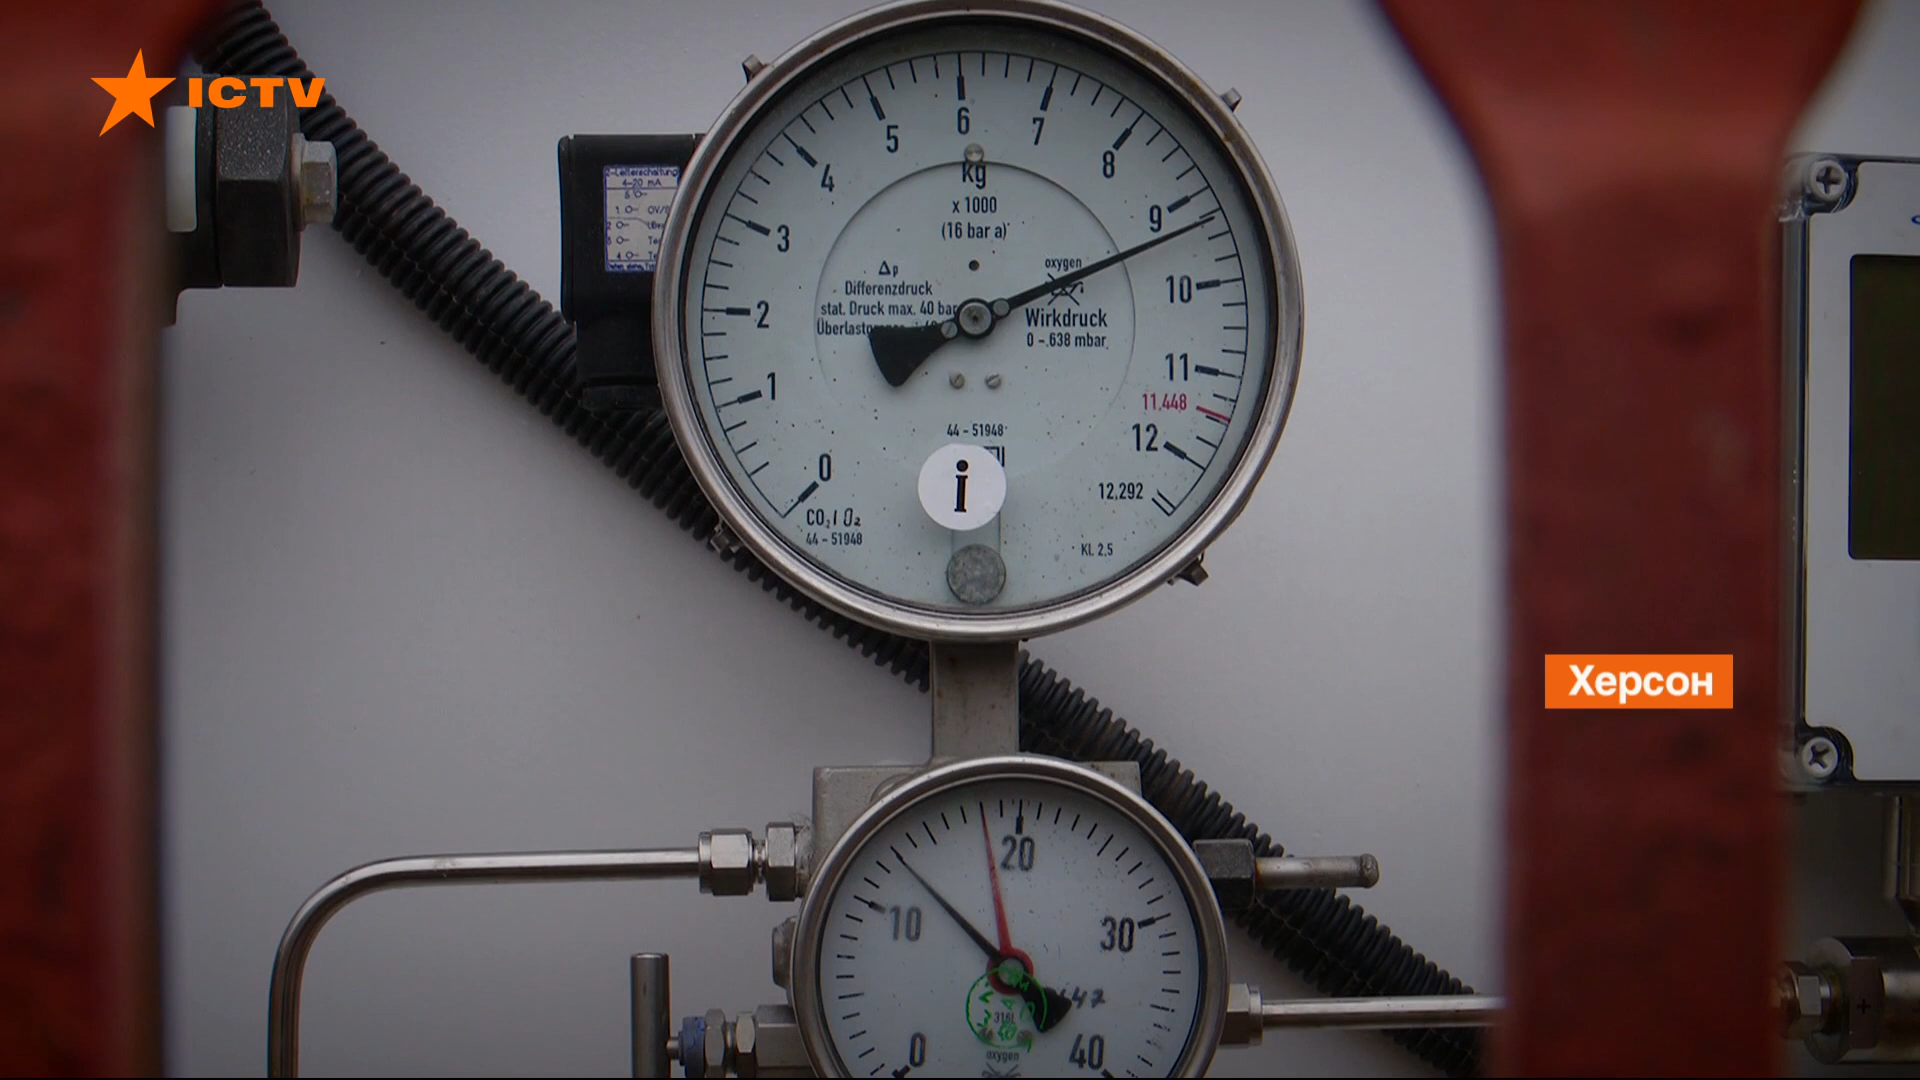 ICTV
2-Leiterschaltung
4-20 mA
5 6 7
4 8
3 9
2 10
1 11
0 12
kg
x 1000
(16 bar a)
Δp
Differenzdruck
stat. Druck max. 40 bar
oxygen
Wirkdruck
0 - 638 mbar
11,448
44 - 51948
i
12,292
CO₂ / O₂
44 - 51948
KL 2,5
Херсон
20
10 30
0 40
316L
oxygen